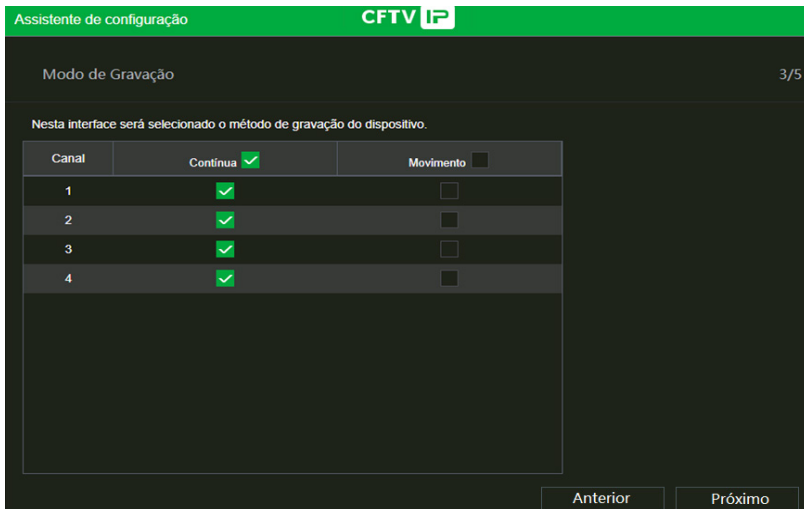 Assistente de configuração CFTV IP
Modo de Gravação 3/5
Nesta interface será selecionado o método de gravação do dispositivo.
Canal Contínua Movimento
1
2
3
4
Anterior Próximo